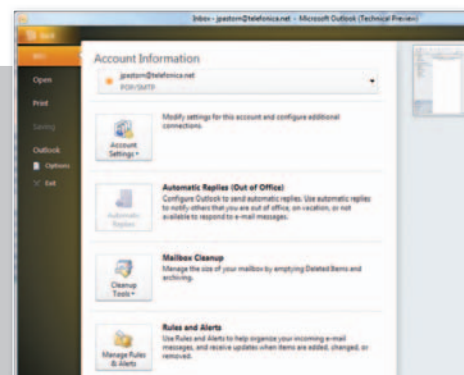 Inbox - jpastorn@telefonica.net - Microsoft Outlook (Technical Preview)
Back
Info
Open
Print
Saving
Outlook
Options
Exit
Account Information
jpastorn@telefonica.net
POP/SMTP
Account Settings
Modify settings for this account and configure additional
connections.
Automatic Replies
Automatic Replies (Out of Office)
Configure Outlook to send automatic replies. Use automatic replies
to notify others that you are out of office, on vacation, or not
available to respond to e-mail messages.
Cleanup Tools
Mailbox Cleanup
Manage the size of your mailbox by emptying Deleted Items and
archiving.
Manage Rules & Alerts
Rules and Alerts
Use Rules and Alerts to help organize your incoming e-mail
messages, and receive updates when items are added, changed, or
removed.